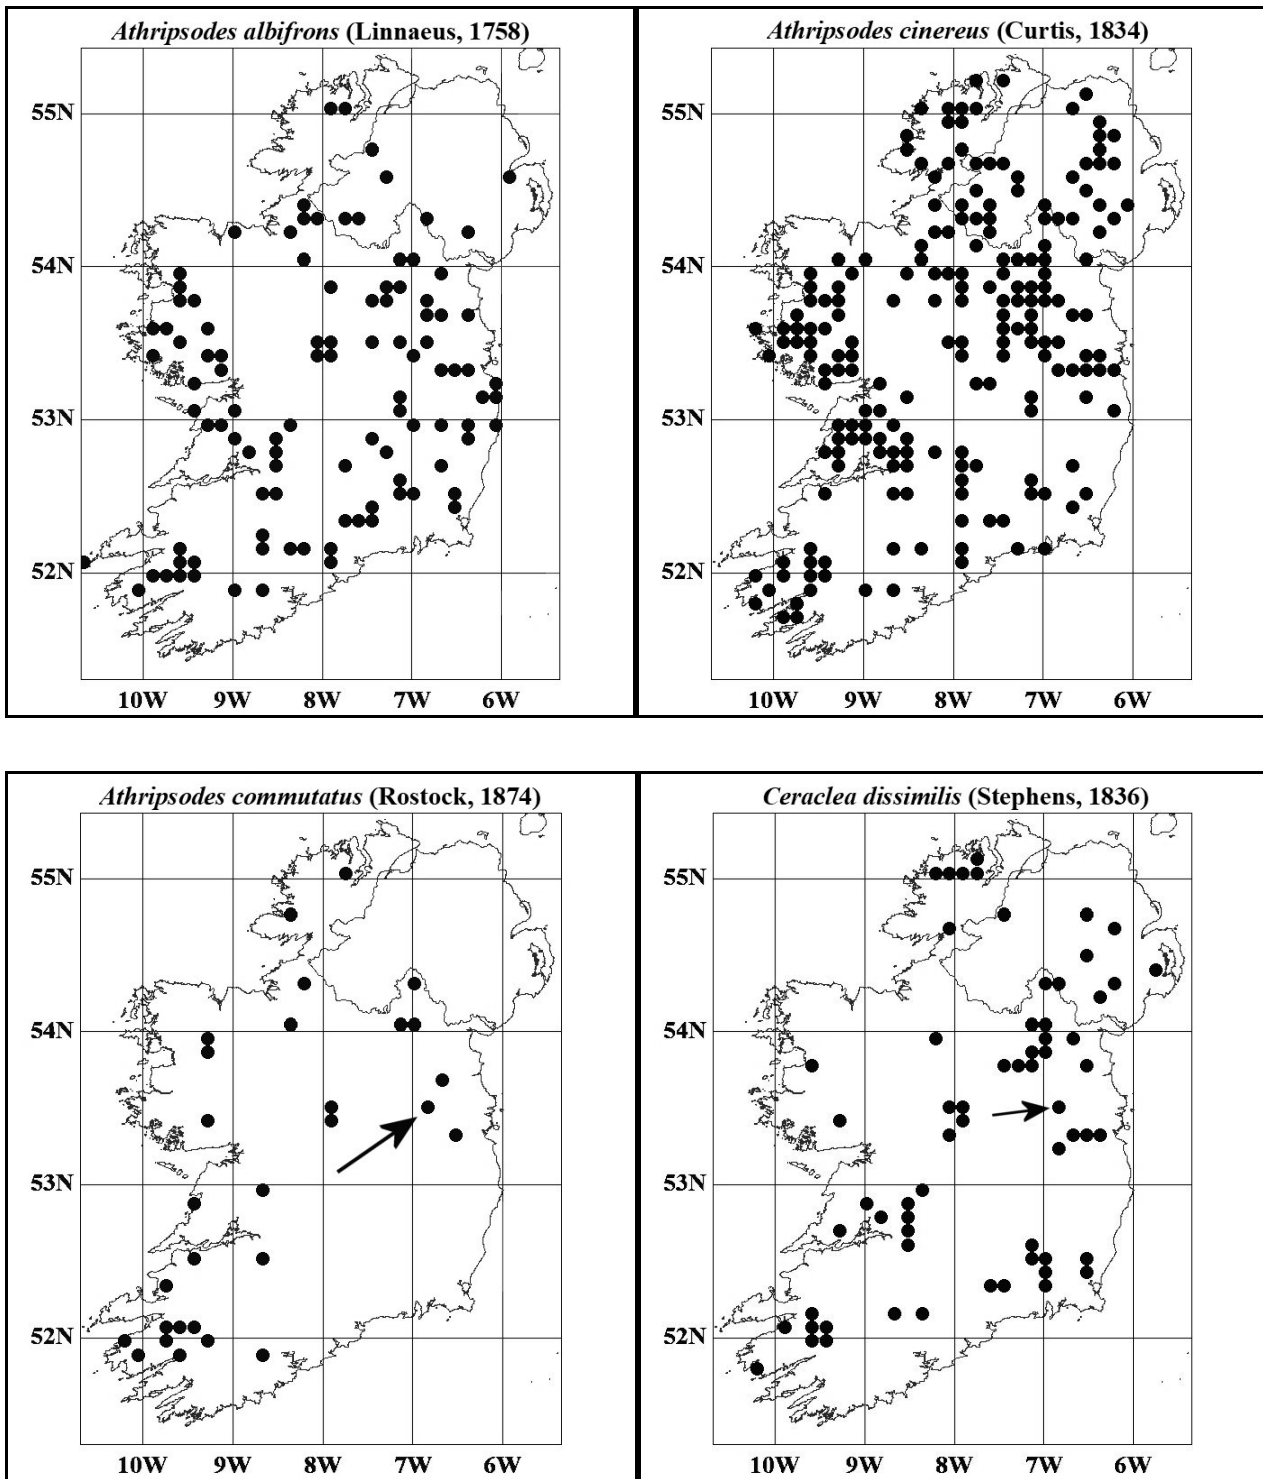 Athripsodes albifrons (Linnaeus, 1758)
55N
54N
53N
52N
10W 9W 8W 7W 6W
Athripsodes cinereus (Curtis, 1834)
55N
54N
53N
52N
10W 9W 8W 7W 6W
Athripsodes commutatus (Rostock, 1874)
55N
54N
53N
52N
10W 9W 8W 7W 6W
Ceraclea dissimilis (Stephens, 1836)
55N
54N
53N
52N
10W 9W 8W 7W 6W